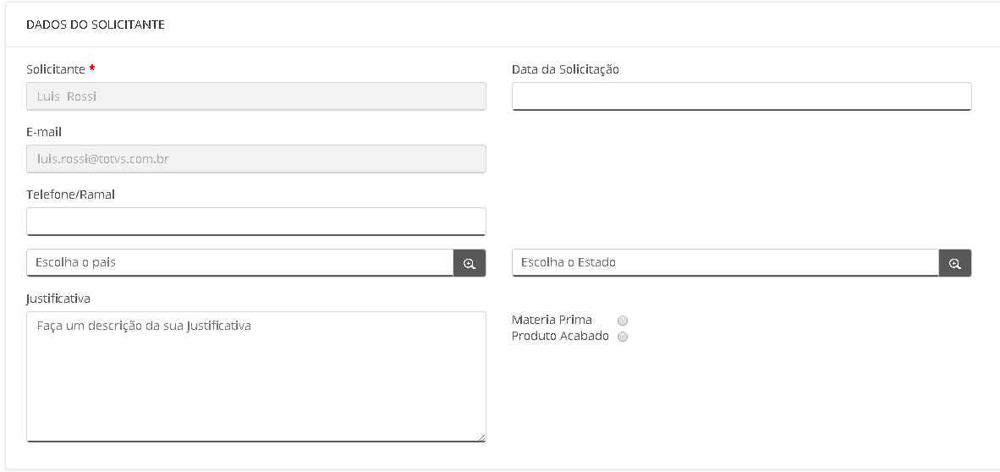 DADOS DO SOLICITANTE
Solicitante *
Data da Solicitação
Luis Rossi
E-mail
luis.rossi@totvs.com.br
Telefone/Ramal
Escolha o pais
Escolha o Estado
Justificativa
Faça um descrição da sua Justificativa
Materia Prima
Produto Acabado